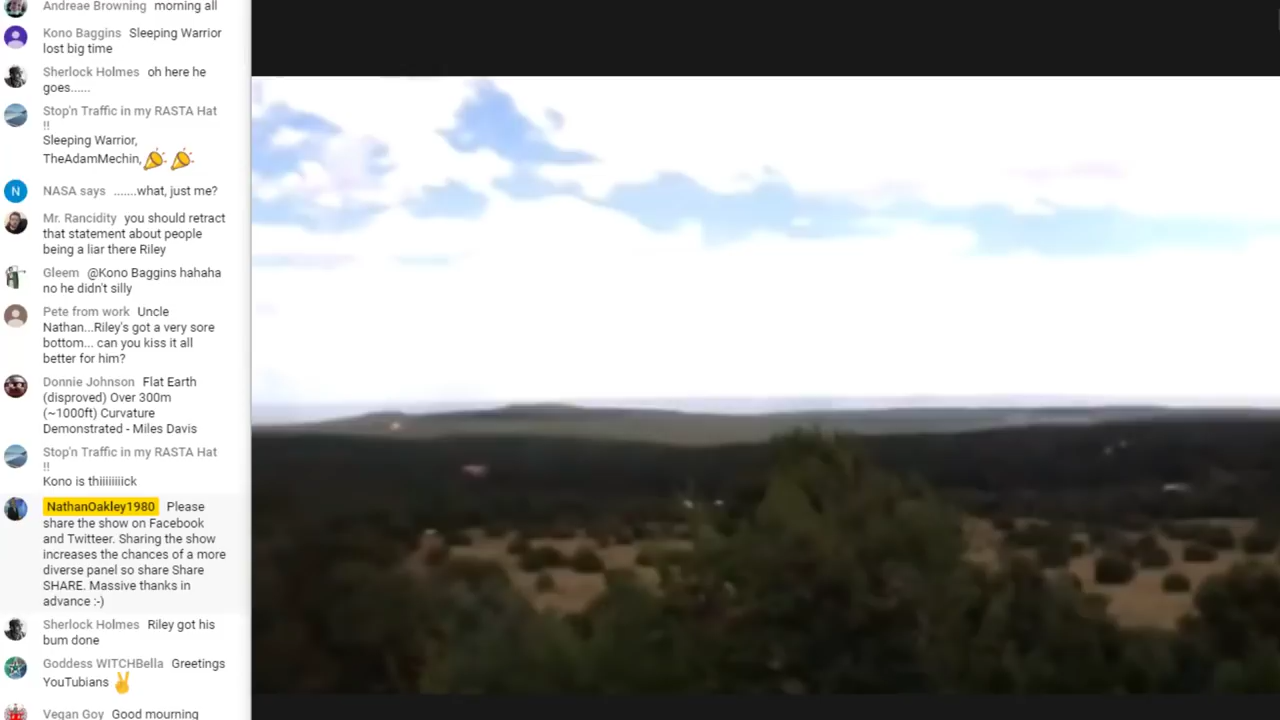 Andreae Browning morning all
Kono Baggins Sleeping Warrior
lost big time
Sherlock Holmes oh here he
goes......
Stop'n Traffic in my RASTA Hat
!!
Sleeping Warrior,
TheAdamMechin,
N NASA says .......what, just me?
Mr. Rancidity you should retract
that statement about people
being a liar there Riley
Gleem @Kono Baggins hahaha
no he didn't silly
Pete from work Uncle
Nathan...Riley's got a very sore
bottom... can you kiss it all
better for him?
Donnie Johnson Flat Earth
(disproved) Over 300m
(~1000ft) Curvature
Demonstrated - Miles Davis
Stop'n Traffic in my RASTA Hat
!!
Kono is thiiiiiiiick
NathanOakley1980 Please
share the show on Facebook
and Twitteer. Sharing the show
increases the chances of a more
diverse panel so share Share
SHARE. Massive thanks in
advance :-)
Sherlock Holmes Riley got his
bum done
Goddess WITCHBella Greetings
YouTubians
Vegan Goy Good mourning